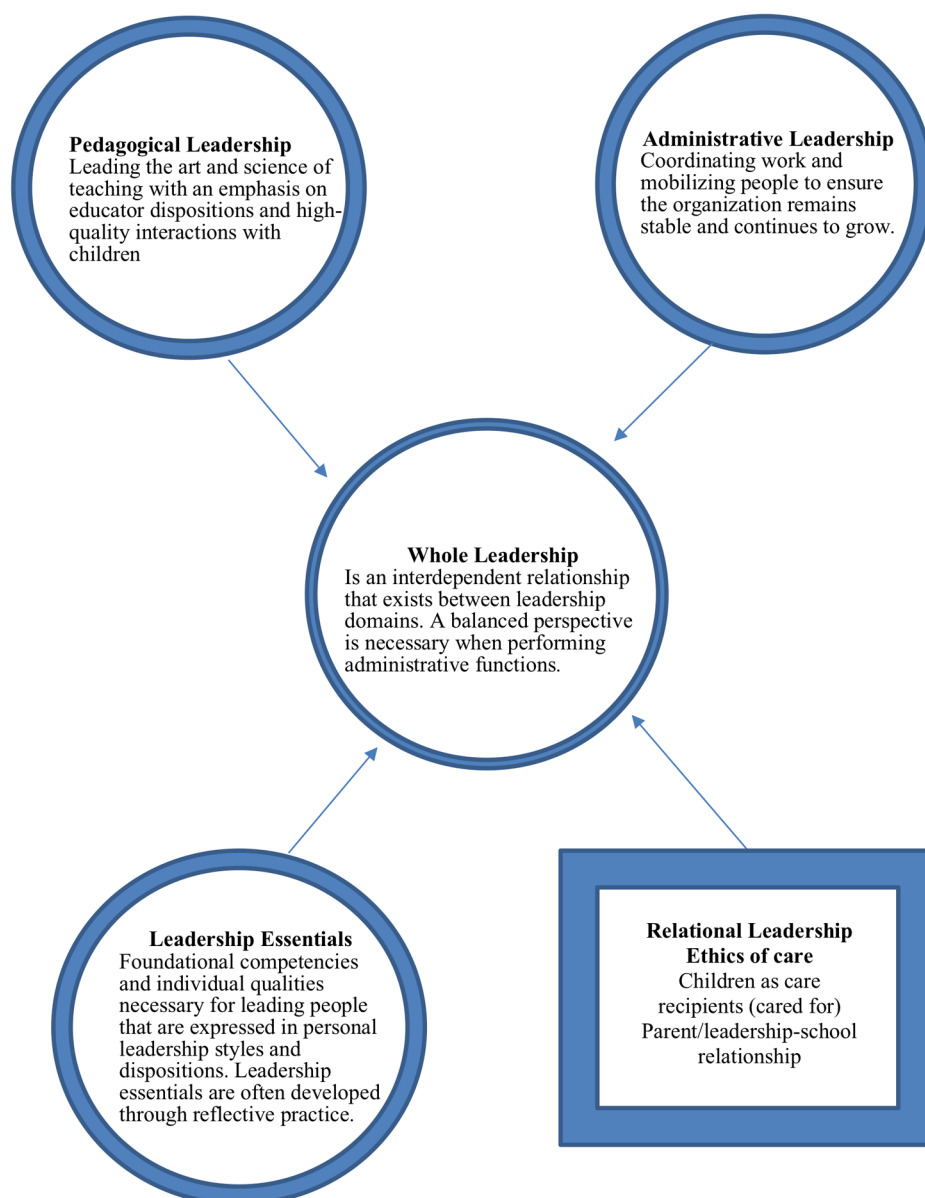 Pedagogical Leadership
Leading the art and science of
teaching with an emphasis on
educator dispositions and high-
quality interactions with
children
Administrative Leadership
Coordinating work and
mobilizing people to ensure
the organization remains
stable and continues to grow.
Whole Leadership
Is an interdependent relationship
that exists between leadership
domains. A balanced perspective
is necessary when performing
administrative functions.
Leadership Essentials
Foundational competencies
and individual qualities
necessary for leading people
that are expressed in personal
leadership styles and
dispositions. Leadership
essentials are often developed
through reflective practice.
Relational Leadership
Ethics of care
Children as care
recipients (cared for)
Parent/leadership-school
relationship